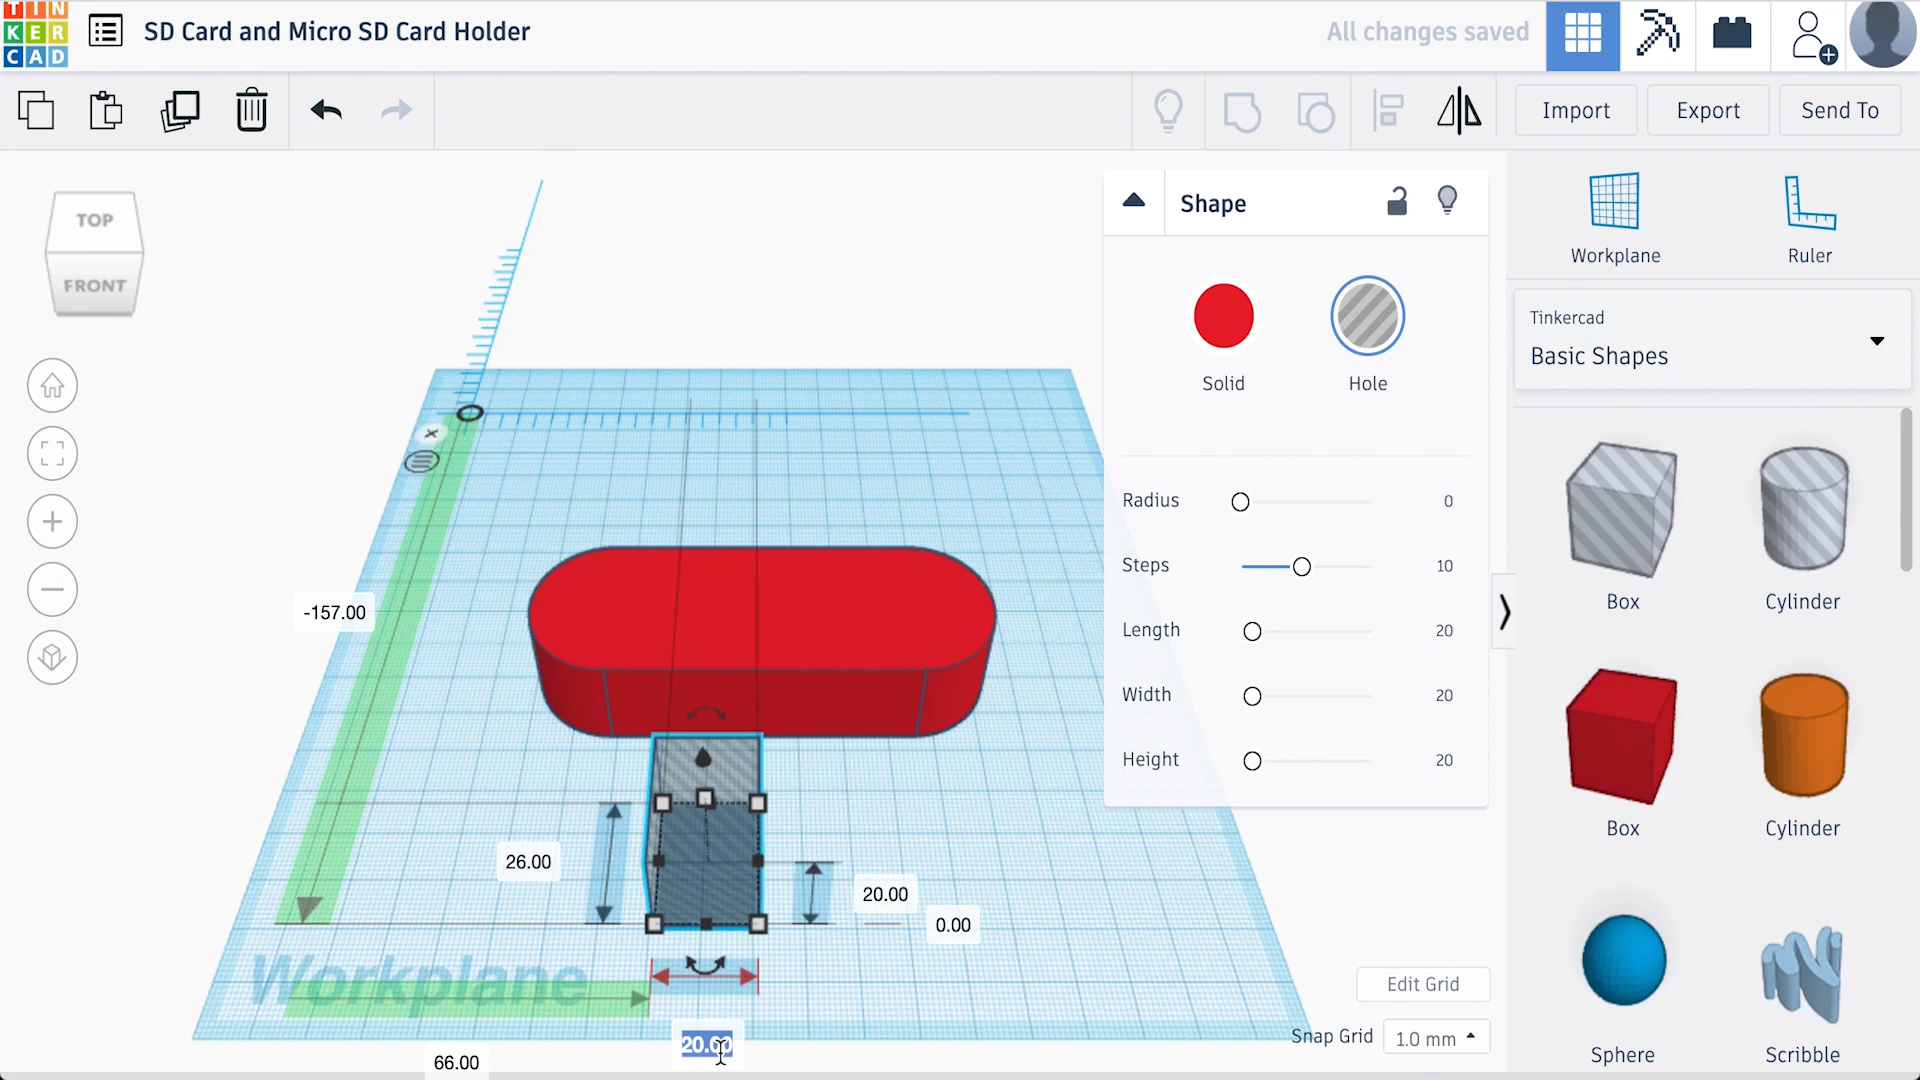 TIN
KER
CAD
SD Card and Micro SD Card Holder
All changes saved
Import
Export
Send To
TOP
FRONT
Shape
Solid
Hole
Radius
0
Steps
10
Length
20
Width
20
Height
20
Workplane
Ruler
Tinkercad
Basic Shapes
Box
Cylinder
Box
Cylinder
Sphere
Scribble
-157.00
26.00
20.00
0.00
Workplane
20.00
66.00
Edit Grid
Snap Grid
1.0 mm